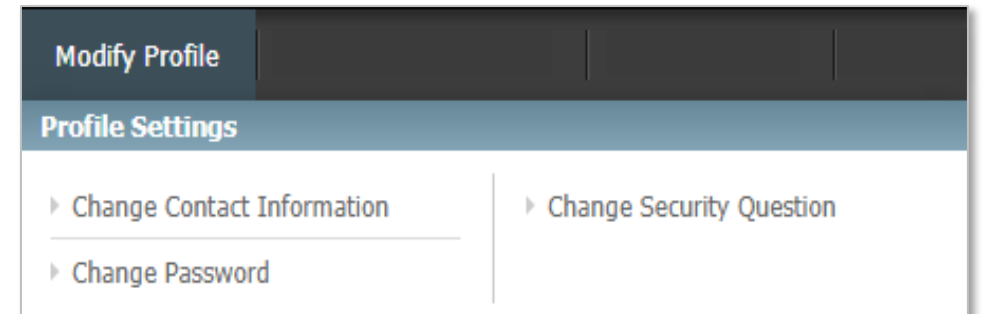 Modify Profile
Profile Settings
Change Contact Information
Change Security Question
Change Password